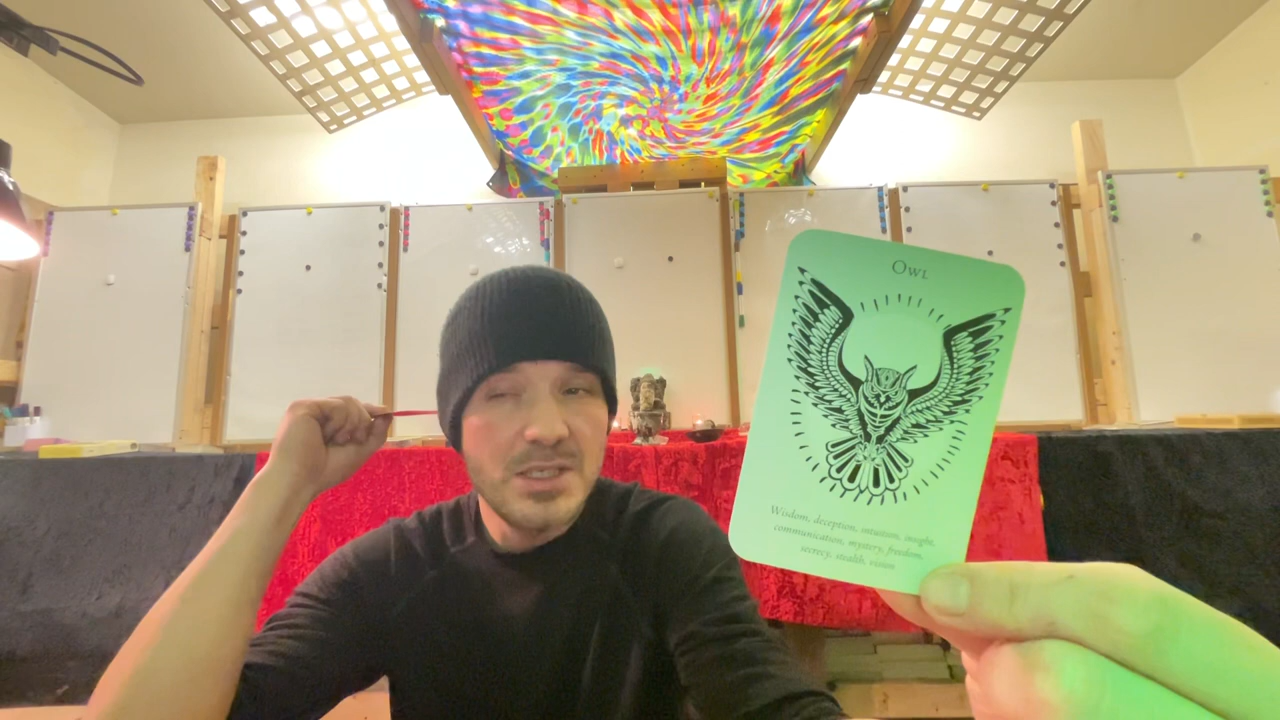 Owl
Wisdom, deception, intuition, insight,
communication, mystery, freedom,
secrecy, stealth, vision